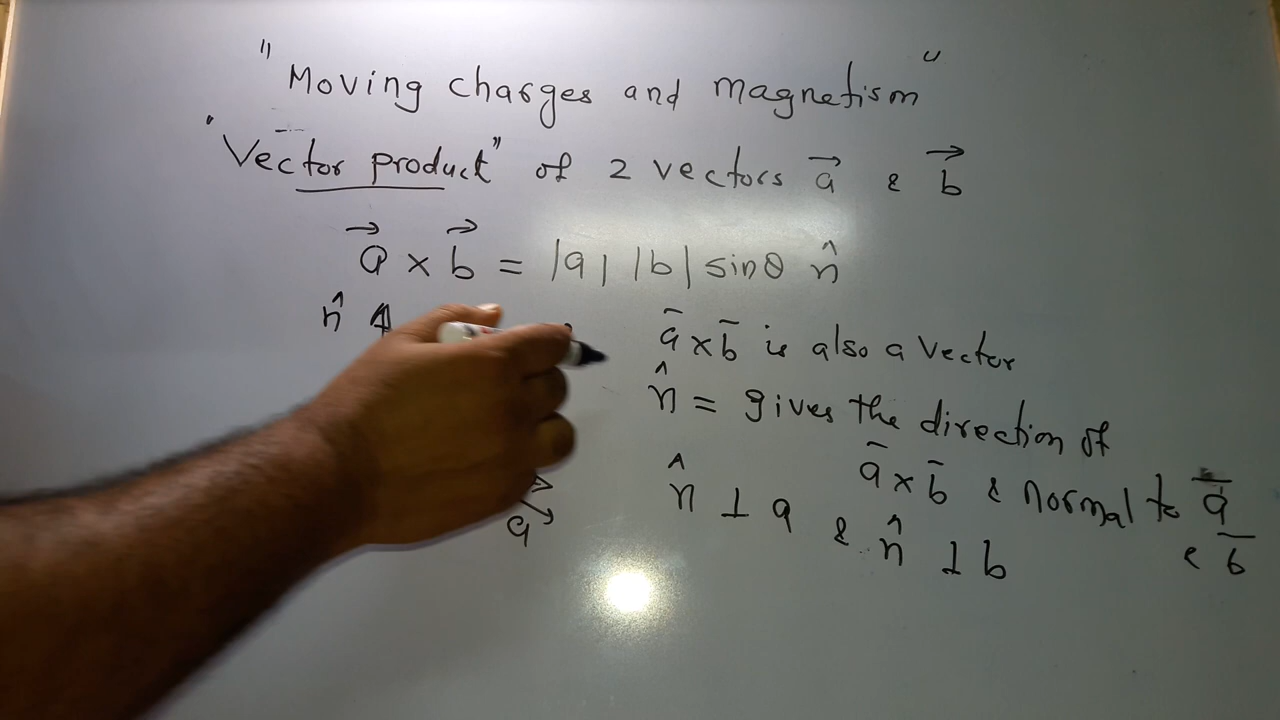 "Moving charges and magnetism"
"Vector product" of 2 vectors a⃗ & b⃗
a⃗ × b⃗ = |a| |b| sinθ n̂
n̂
a̅ × b̅ is also a vector
n̂ = gives the direction of
a̅ × b̅ & normal to a̅
& b̅
n̂ ⊥ a & n̂ ⊥ b
a⃗